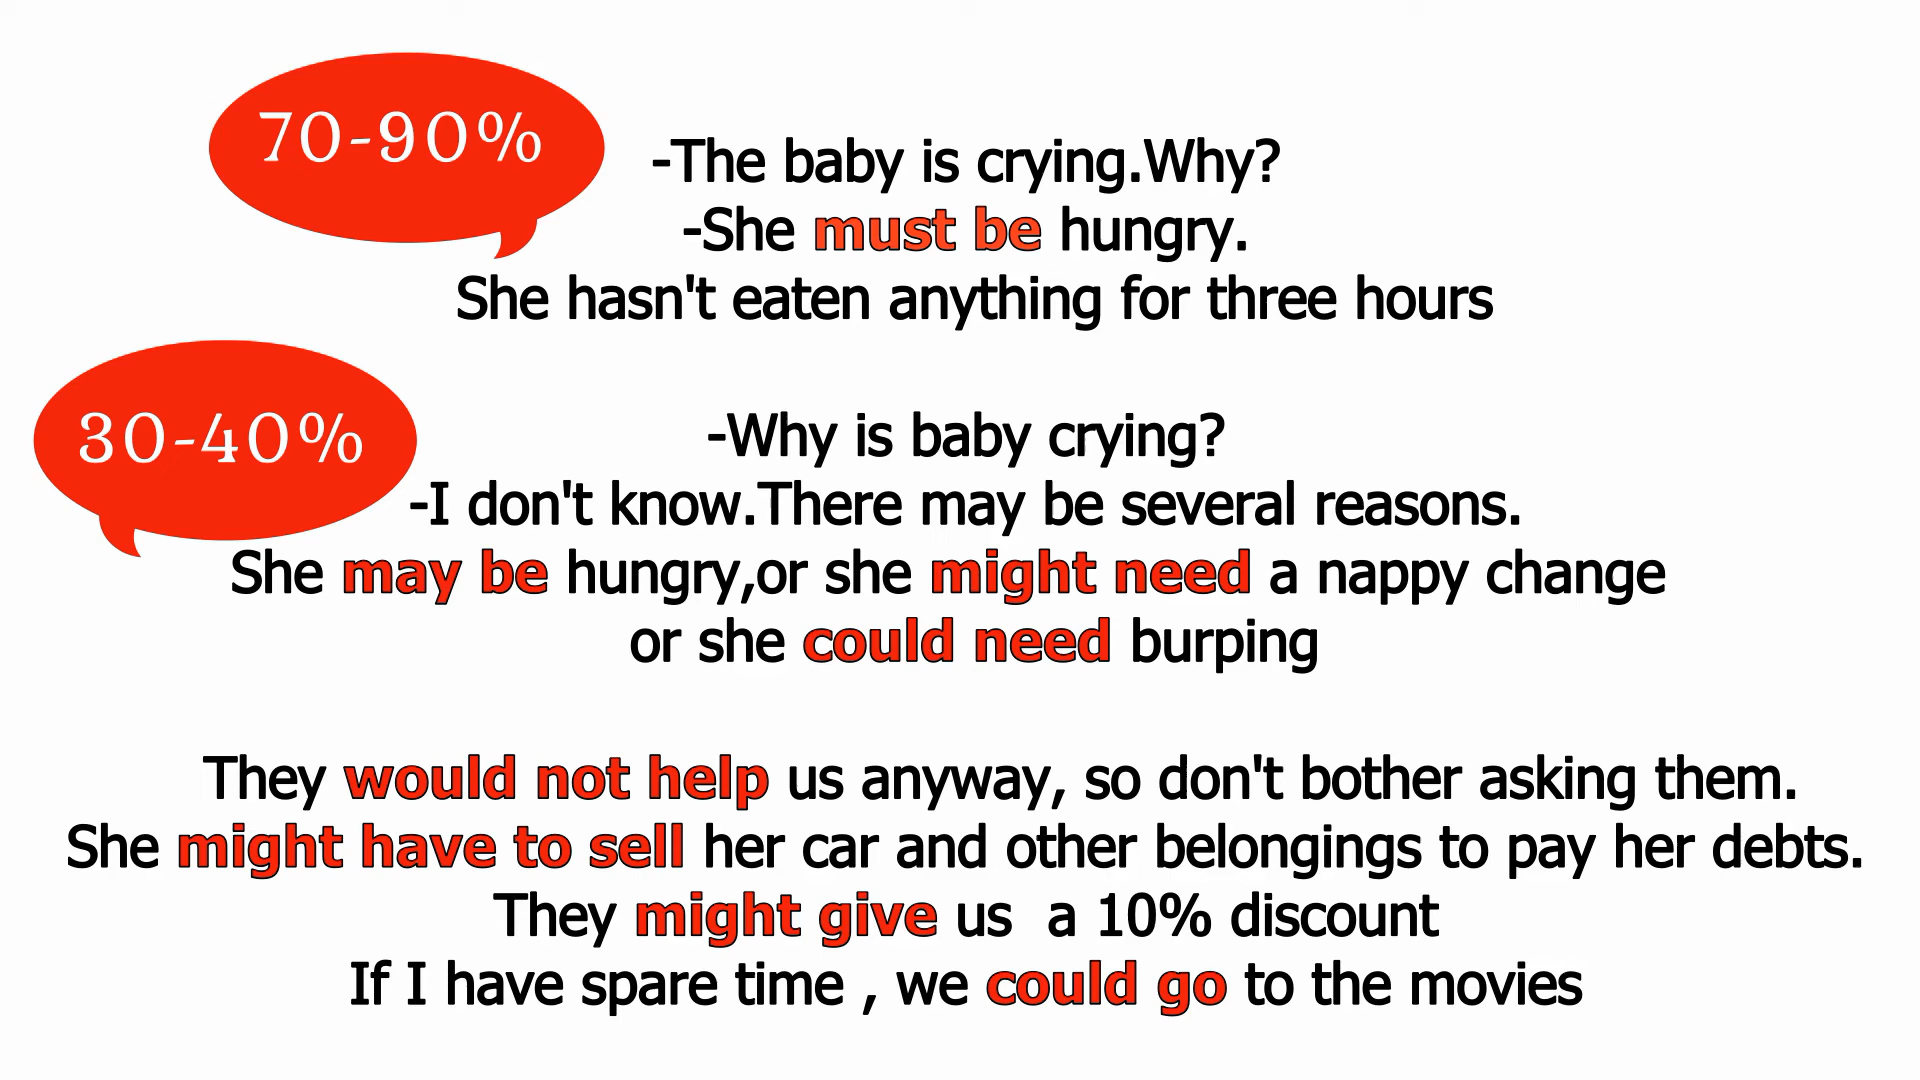 70-90%
-The baby is crying.Why?
-She must be hungry.
She hasn't eaten anything for three hours
30-40%
-Why is baby crying?
-I don't know.There may be several reasons.
She may be hungry,or she might need a nappy change
or she could need burping
They would not help us anyway, so don't bother asking them.
She might have to sell her car and other belongings to pay her debts.
They might give us  a 10% discount
If I have spare time , we could go to the movies